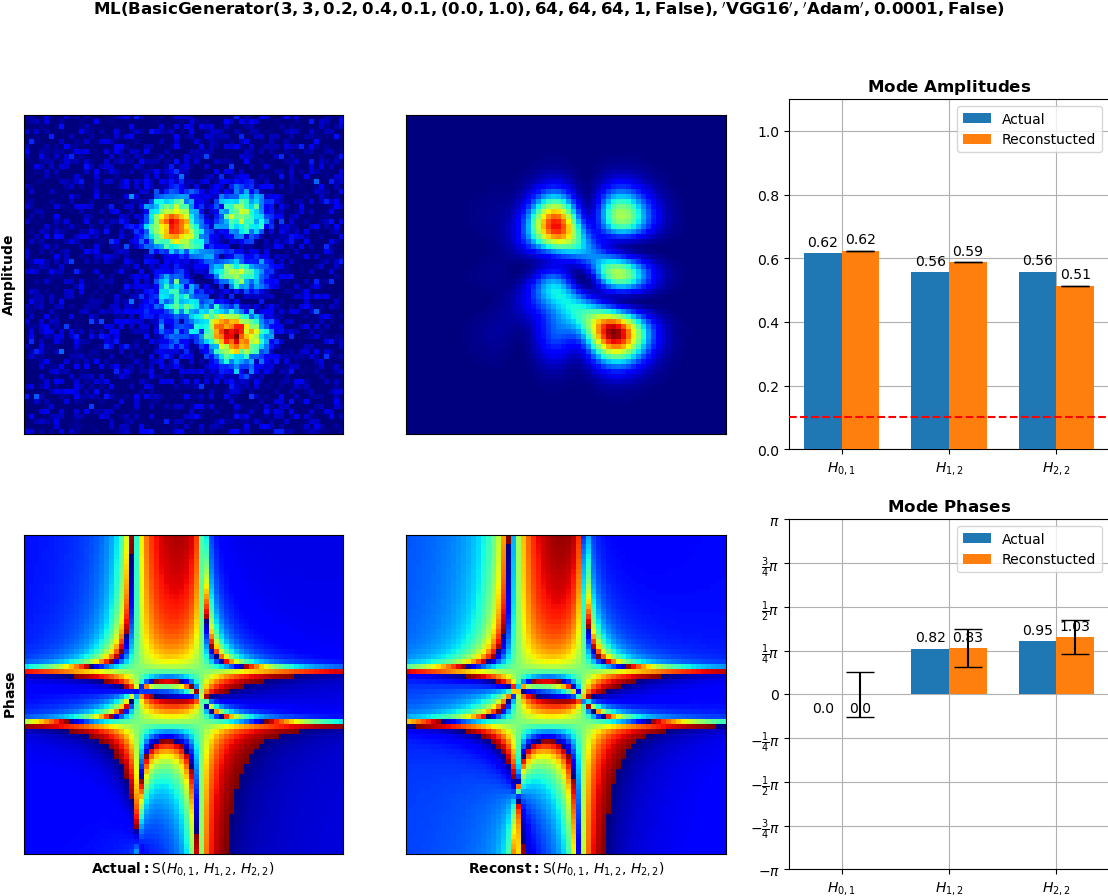 ML(BasicGenerator(3, 3, 0.2, 0.4, 0.1, (0.0, 1.0), 64, 64, 64, 1, False), ′VGG16′, ′Adam′, 0.0001, False)
Amplitude
Mode Amplitudes
Actual
Reconstucted
1.0
0.8
0.6
0.4
0.2
0.0
0.62
0.62
0.56
0.59
0.56
0.51
H0,1
H1,2
H2,2
Phase
Actual: S(H0,1, H1,2, H2,2)
Reconst: S(H0,1, H1,2, H2,2)
Mode Phases
Actual
Reconstucted
π
3/4π
1/2π
1/4π
0
−1/4π
−1/2π
−3/4π
−π
0.0
0.0
0.82
0.83
0.95
1.03
H0,1
H1,2
H2,2